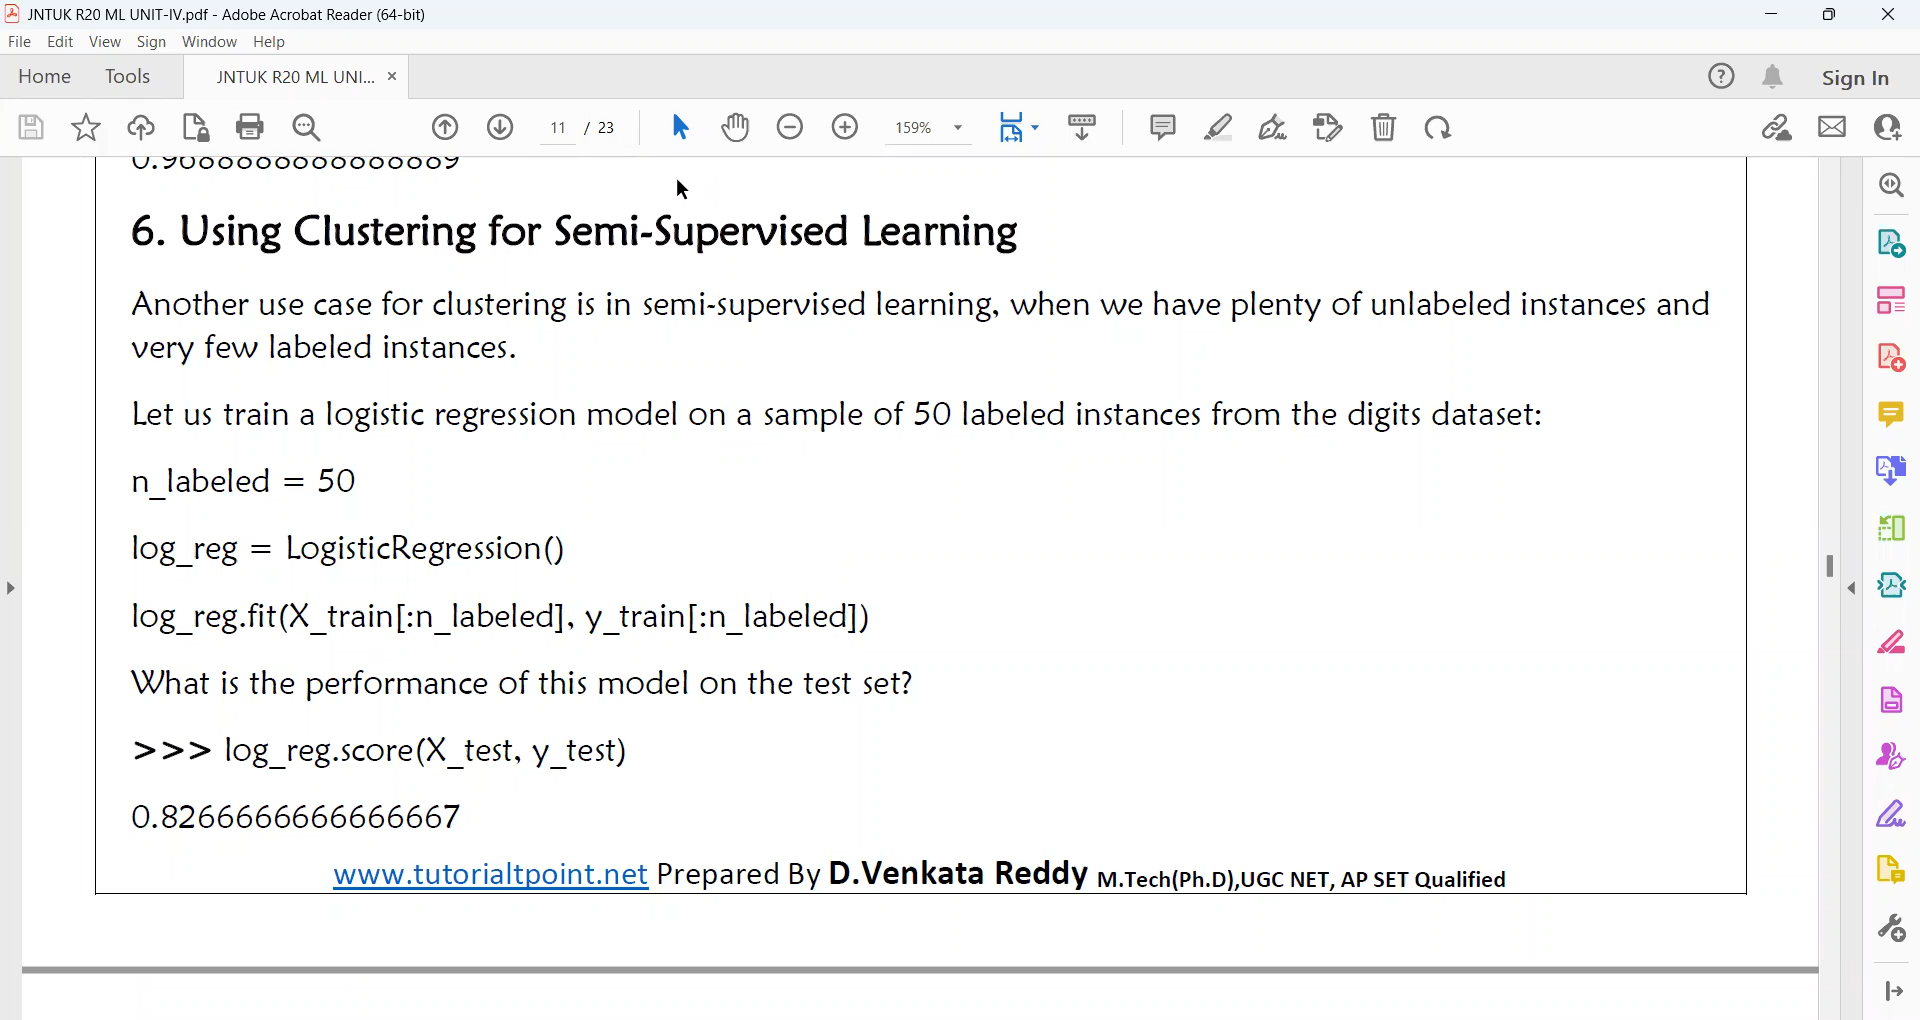 JNTUK R20 ML UNIT-IV.pdf - Adobe Acrobat Reader (64-bit)
File Edit View Sign Window Help
Home Tools JNTUK R20 ML UNI... × Sign In
11 / 23 159%
6. Using Clustering for Semi-Supervised Learning
Another use case for clustering is in semi-supervised learning, when we have plenty of unlabeled instances and
very few labeled instances.
Let us train a logistic regression model on a sample of 50 labeled instances from the digits dataset:
n_labeled = 50
log_reg = LogisticRegression()
log_reg.fit(X_train[:n_labeled], y_train[:n_labeled])
What is the performance of this model on the test set?
>>> log_reg.score(X_test, y_test)
0.8266666666666667
www.tutorialtpoint.net Prepared By D.Venkata Reddy M.Tech(Ph.D),UGC NET, AP SET Qualified